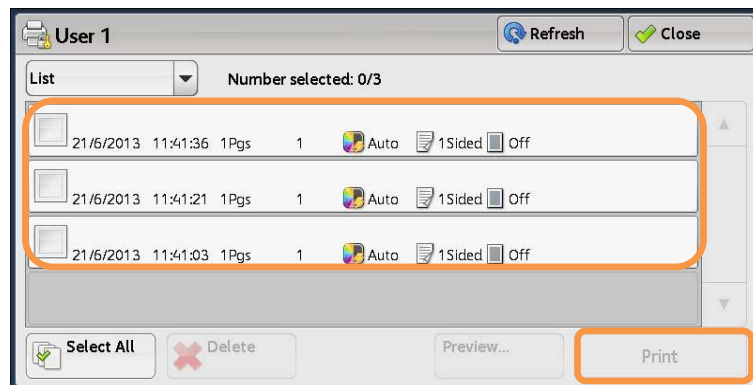 User 1 Refresh Close
List Number selected: 0/3
21/6/2013 11:41:36 1Pgs 1 Auto 1Sided Off
21/6/2013 11:41:21 1Pgs 1 Auto 1Sided Off
21/6/2013 11:41:03 1Pgs 1 Auto 1Sided Off
Select All Delete Preview... Print